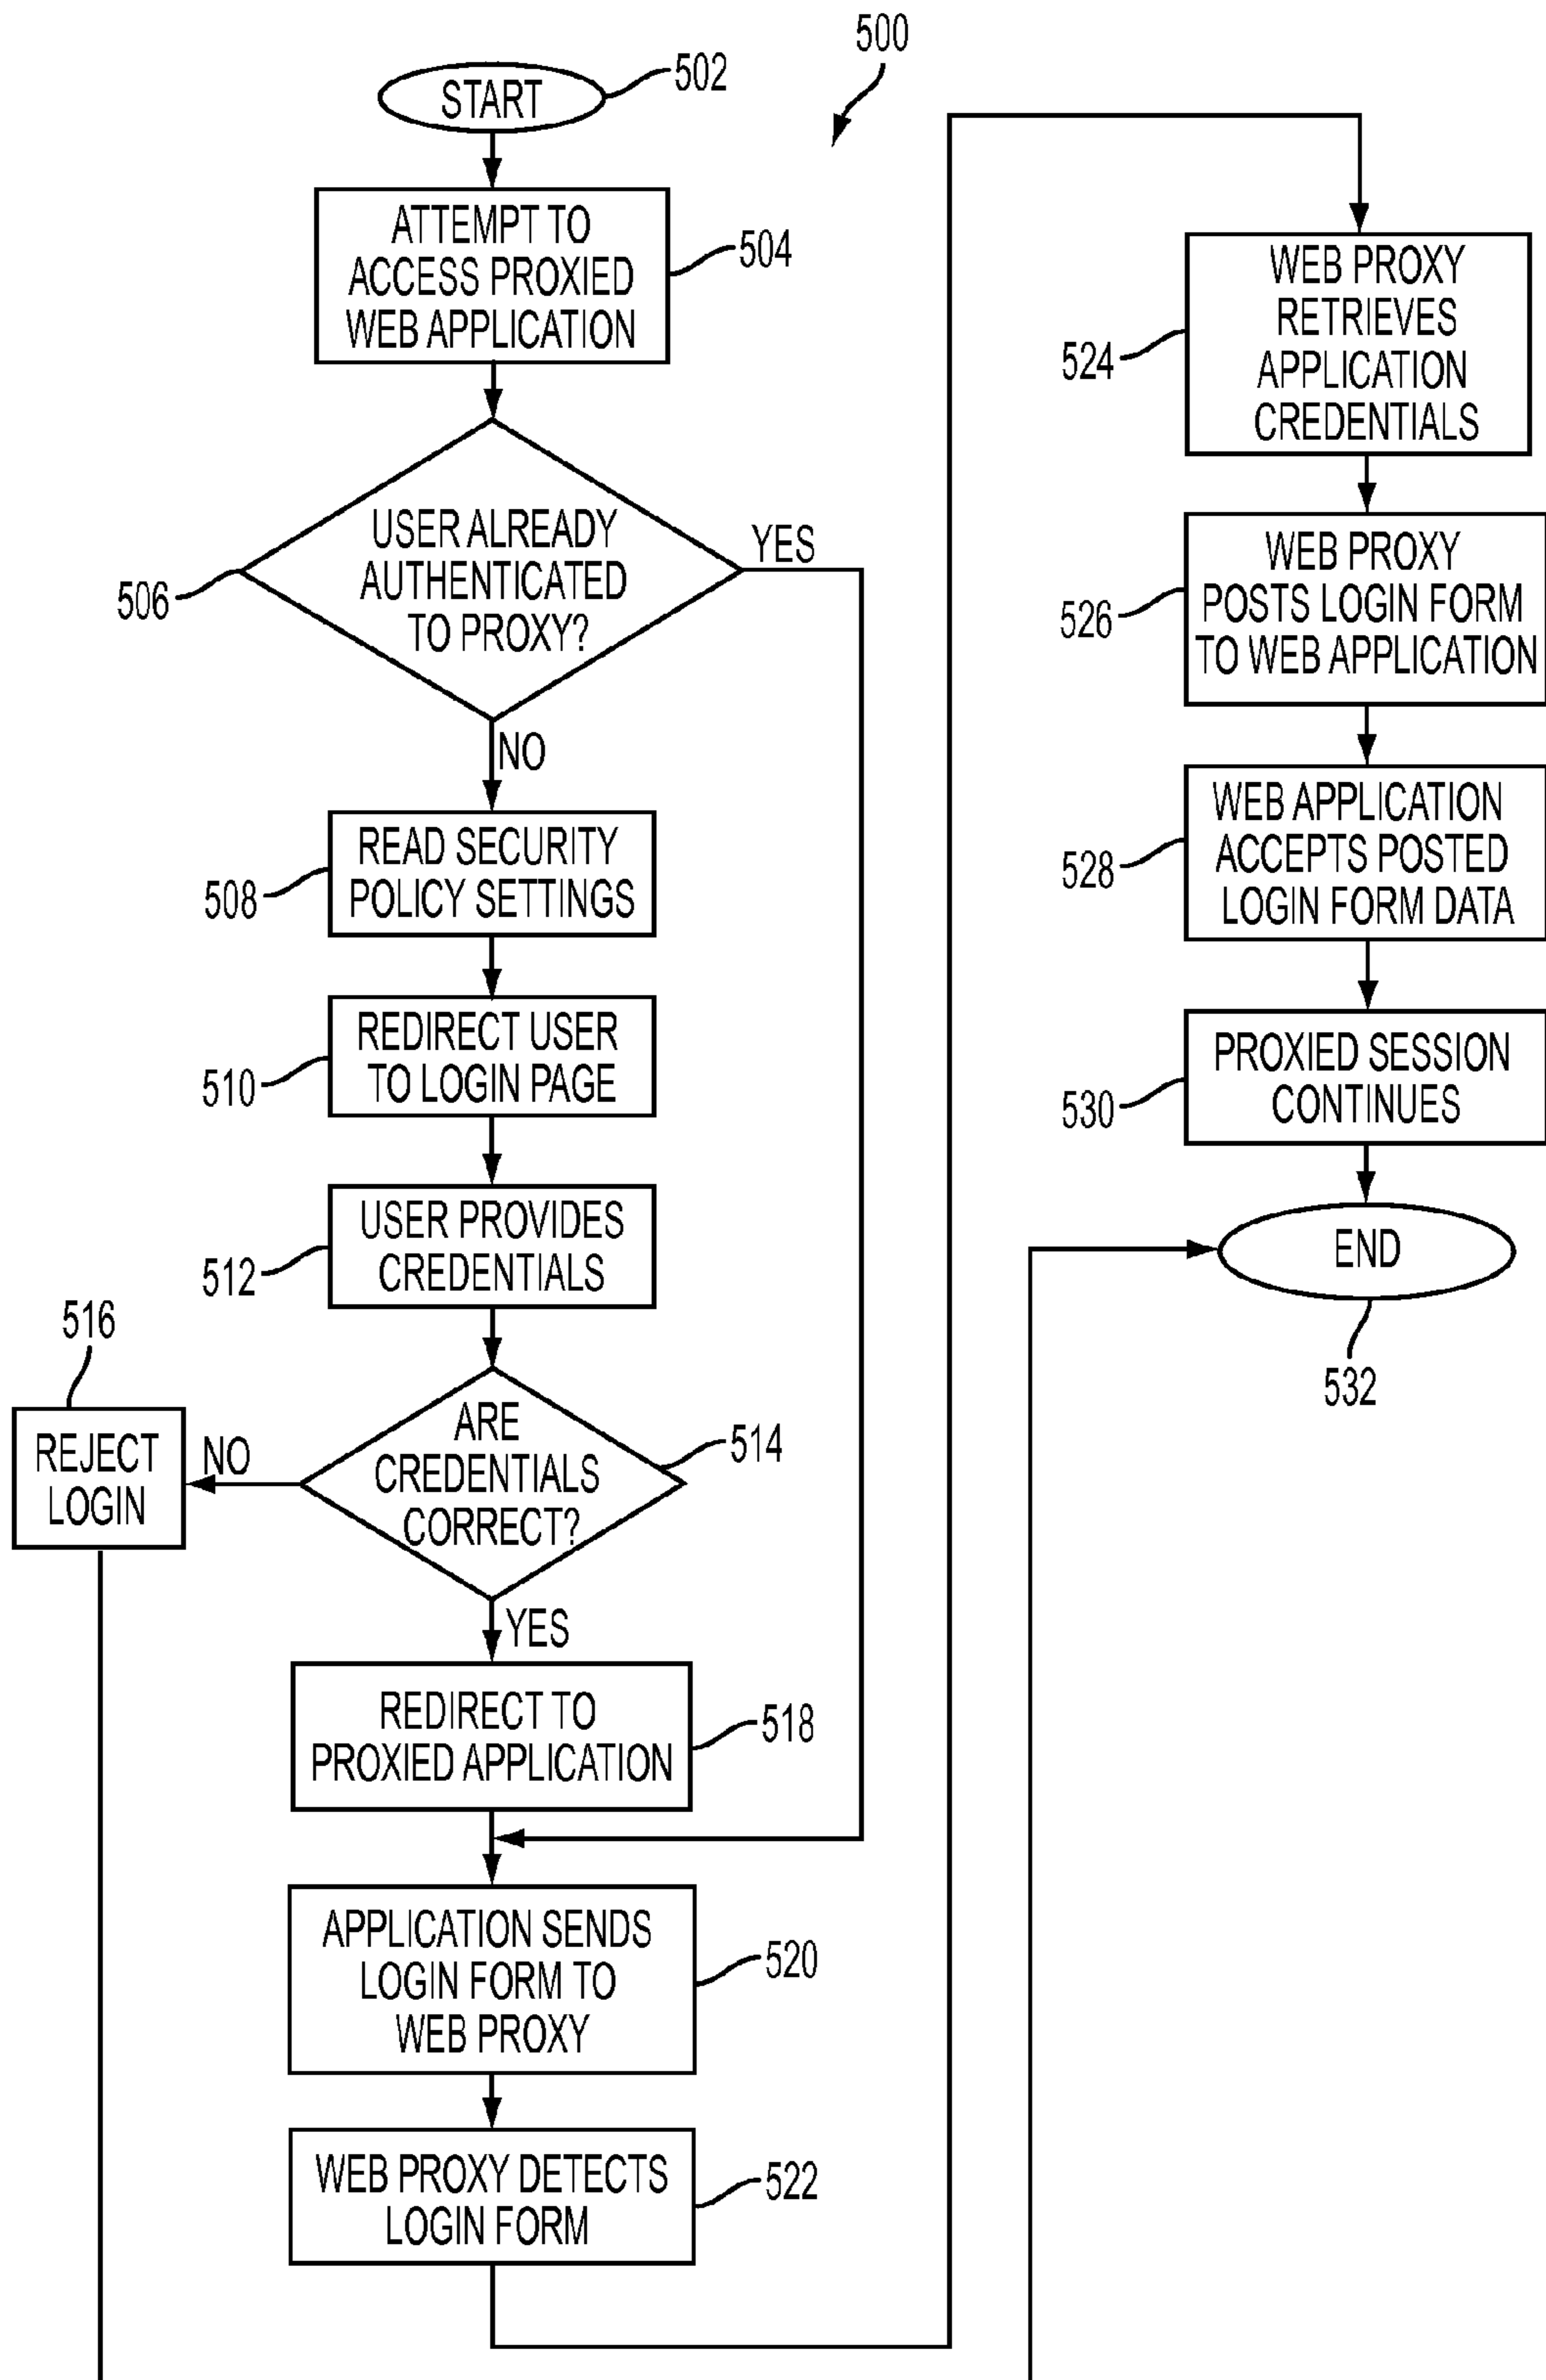 500
START
502
ATTEMPT TO
ACCESS PROXIED
WEB APPLICATION
504
USER ALREADY
AUTHENTICATED
TO PROXY?
506
YES
NO
READ SECURITY
POLICY SETTINGS
508
REDIRECT USER
TO LOGIN PAGE
510
USER PROVIDES
CREDENTIALS
512
ARE
CREDENTIALS
CORRECT?
514
NO
516
REJECT
LOGIN
YES
REDIRECT TO
PROXIED APPLICATION
518
APPLICATION SENDS
LOGIN FORM TO
WEB PROXY
520
WEB PROXY DETECTS
LOGIN FORM
522
WEB PROXY
RETRIEVES
APPLICATION
CREDENTIALS
524
WEB PROXY
POSTS LOGIN FORM
TO WEB APPLICATION
526
WEB APPLICATION
ACCEPTS POSTED
LOGIN FORM DATA
528
PROXIED SESSION
CONTINUES
530
END
532